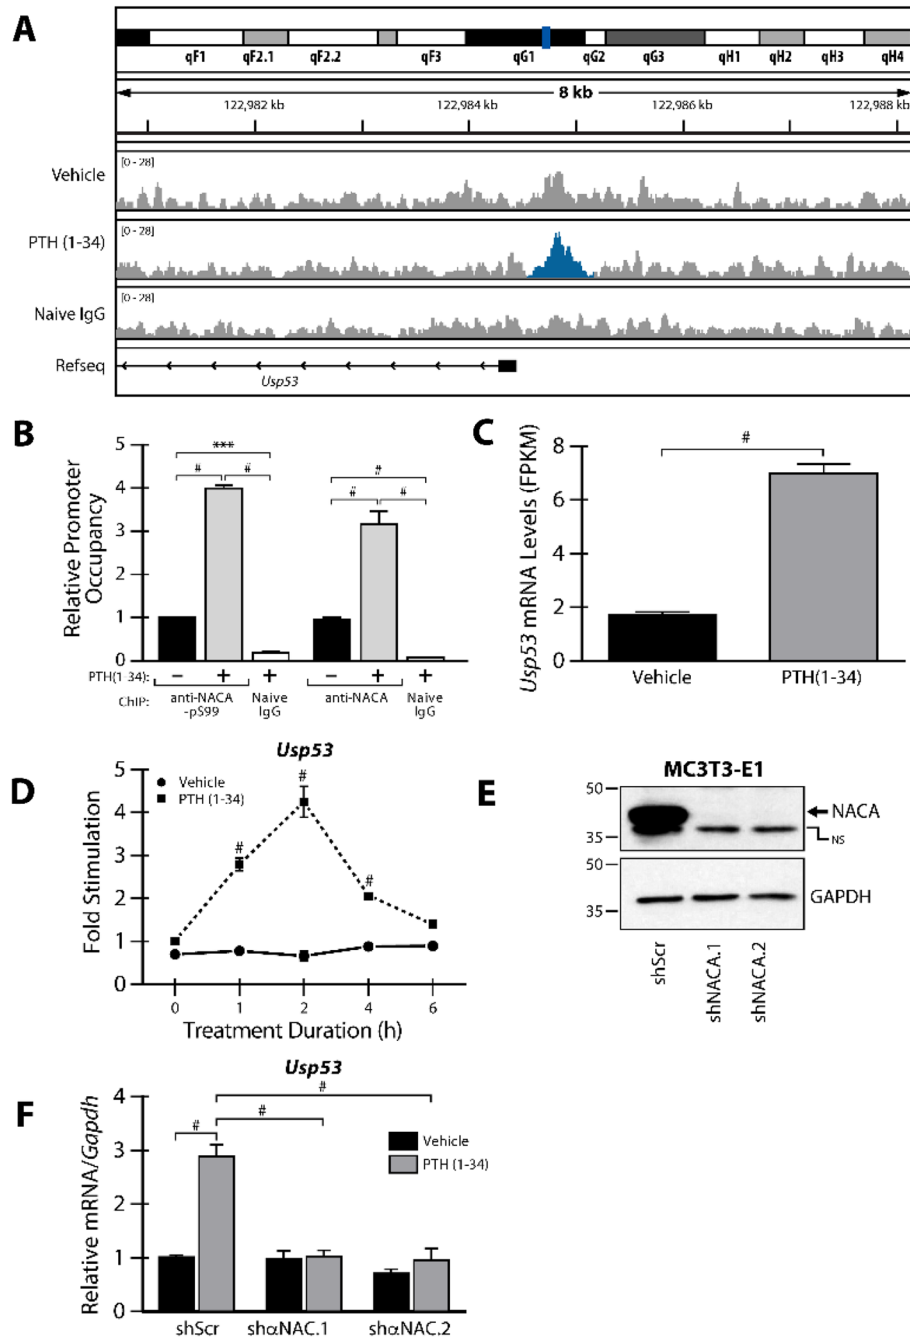 A
qF1 qF2.1 qF2.2 qF3 qG1 qG2 qG3 qH1 qH2 qH3 qH4
8 kb
122,982 kb 122,984 kb 122,986 kb 122,988 kb
Vehicle
[0 - 28]
PTH (1-34)
[0 - 28]
Naive IgG
[0 - 28]
Refseq
Usp53
B
Relative Promoter
Occupancy
5
4
3
2
1
0
***
# #
#
# #
PTH(1-34): − + + − + +
ChIP: anti-NACA
-pS99
Naive
IgG
anti-NACA
Naive
IgG
C
Usp53 mRNA Levels (FPKM)
8
6
4
2
0
#
Vehicle PTH(1-34)
D
Usp53
Vehicle
PTH (1-34)
Fold Stimulation
5
4
3
2
1
0
#
#
#
0 1 2 4 6
Treatment Duration (h)
E
MC3T3-E1
50
35
NACA
NS
50
35
GAPDH
shScr
shNACA.1
shNACA.2
F
Usp53
Relative mRNA/Gapdh
4
3
2
1
0
#
#
#
Vehicle
PTH (1-34)
shScr shαNAC.1 shαNAC.2